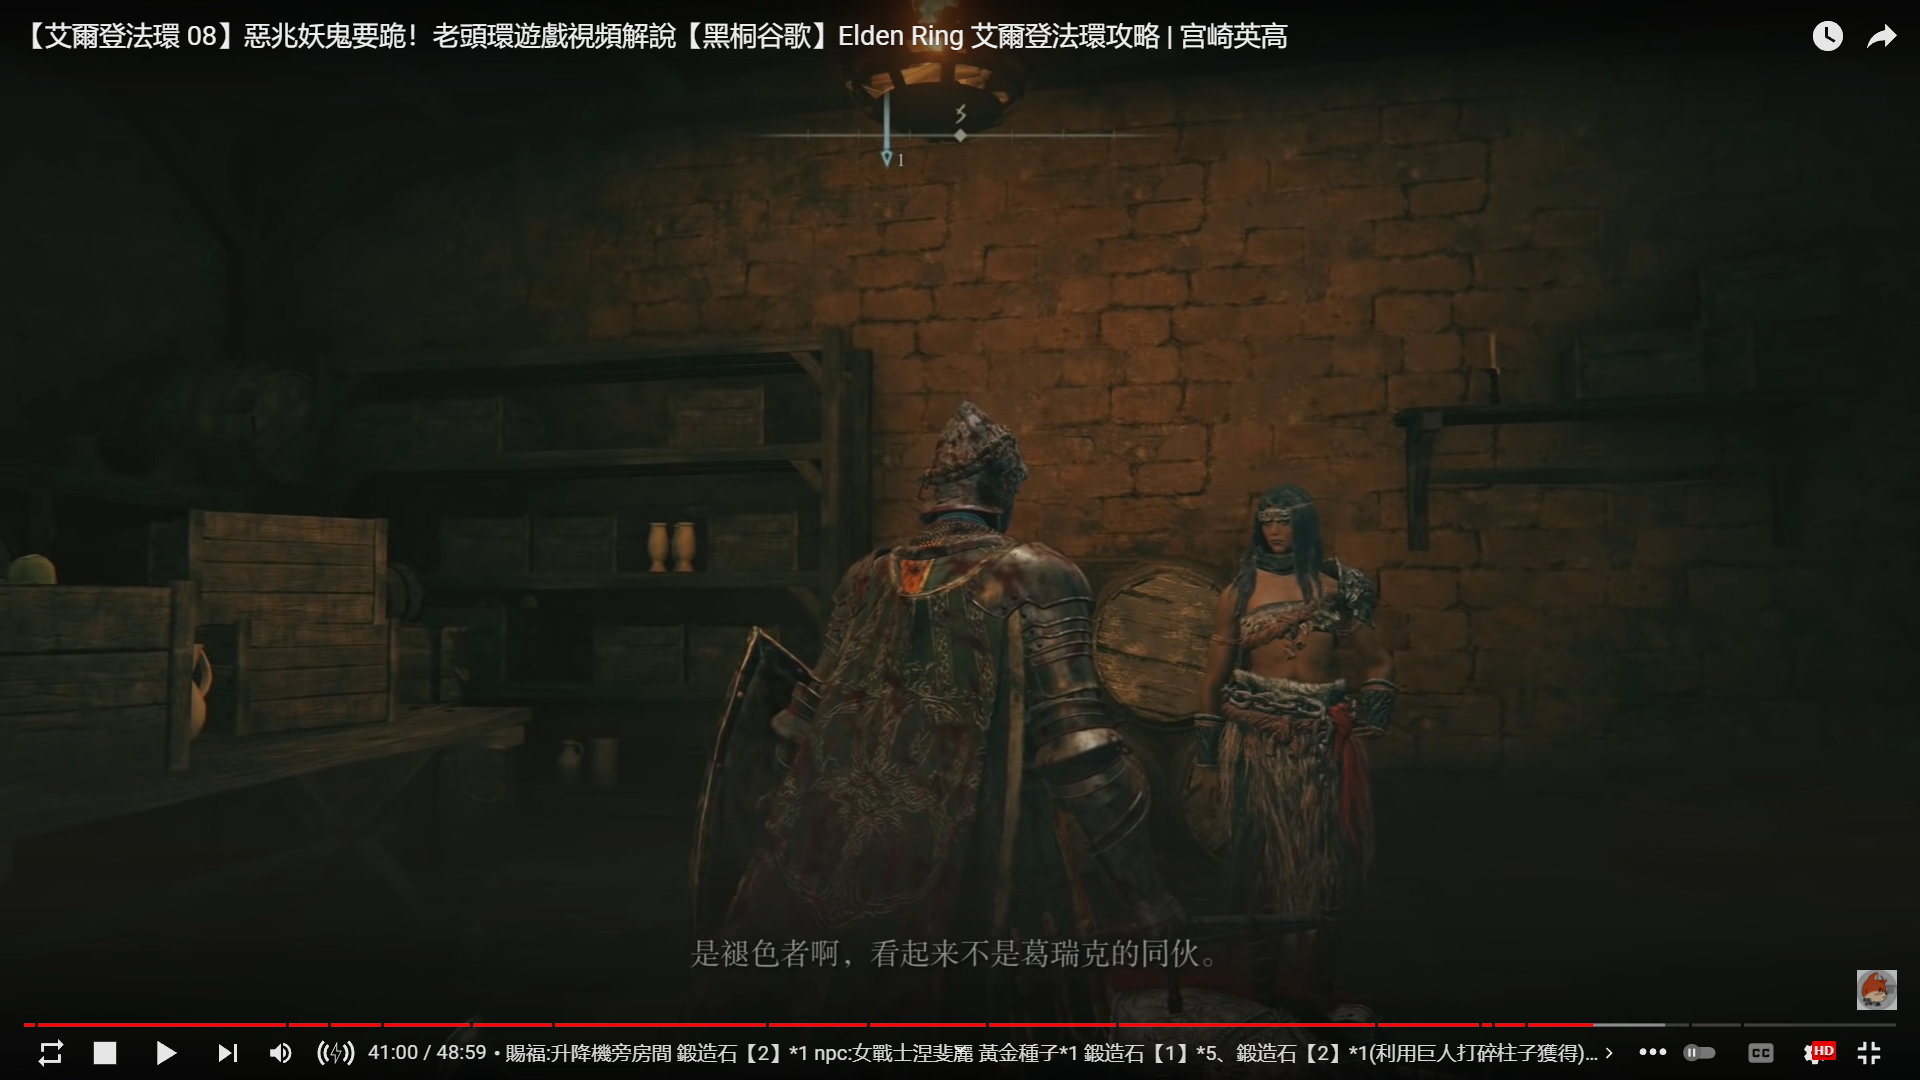 【艾爾登法環 08】惡兆妖鬼要跪！老頭環遊戲視頻解說【黑桐谷歌】Elden Ring 艾爾登法環攻略 | 宮崎英高
S
1
是褪色者啊，看起来不是葛瑞克的同伙。
41:00 / 48:59 • 賜福:升降機旁房間 鍛造石【2】*1 npc:女戰士涅斐麗 黃金種子*1 鍛造石【1】*5、鍛造石【2】*1(利用巨人打碎柱子獲得)...
CC
HD